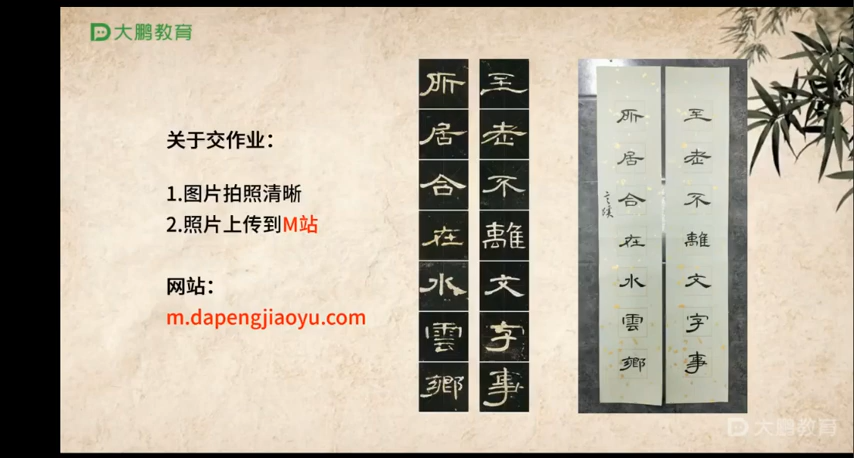 大鹏教育
关于交作业：
1.图片拍照清晰
2.照片上传到M站
网站：
m.dapengjiaoyu.com
至老不離文字事
所居合在水雲鄉
至老不離文字事
所居合在水雲鄉
大鹏教育